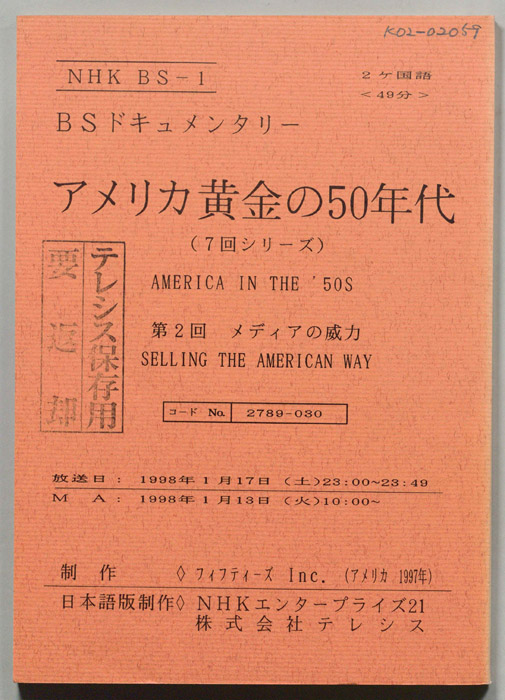 K02-02059
NHK BS-1
2ヶ国語
<49分>
BSドキュメンタリー
アメリカ黄金の50年代
(7回シリーズ)
AMERICA IN THE '50S
テレシス保存用
要返却
第2回 メディアの威力
SELLING THE AMERICAN WAY
コード No. 2789-030
放送日: 1998年1月17日 (土)23:00~23:49
MA: 1998年1月13日 (火)10:00~
制作 ◇ フィフティーズ Inc. (アメリカ 1997年)
日本語版制作◇ NHKエンタープライズ21
株式会社テレシス